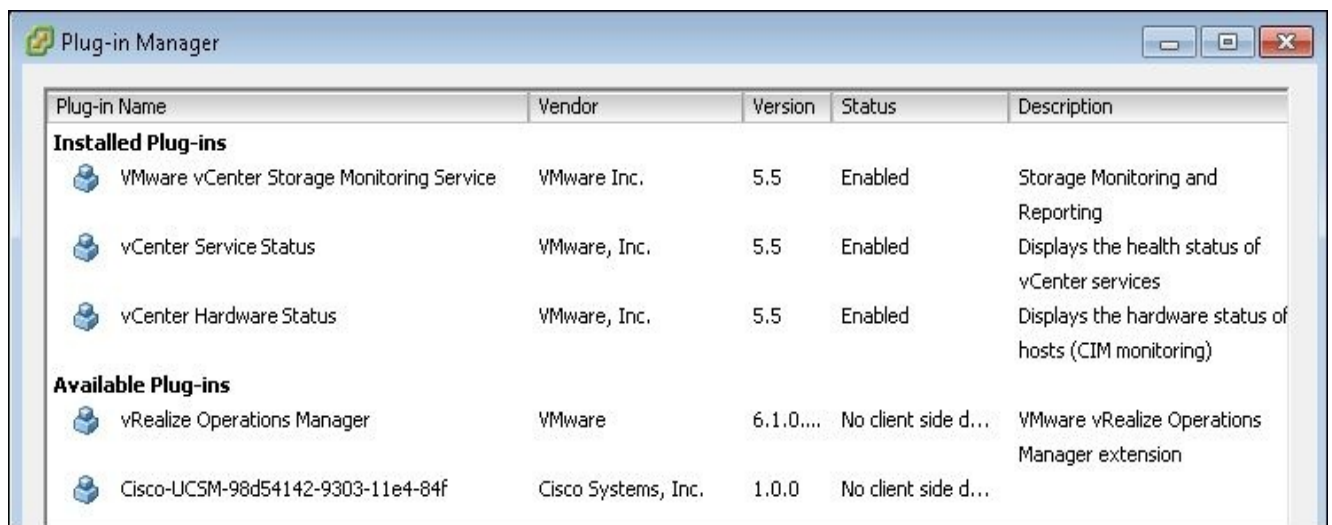 Plug-in Manager
Plug-in Name Vendor Version Status Description
Installed Plug-ins
VMware vCenter Storage Monitoring Service VMware Inc. 5.5 Enabled Storage Monitoring and
Reporting
vCenter Service Status VMware, Inc. 5.5 Enabled Displays the health status of
vCenter services
vCenter Hardware Status VMware, Inc. 5.5 Enabled Displays the hardware status of
hosts (CIM monitoring)
Available Plug-ins
vRealize Operations Manager VMware 6.1.0.... No client side d... VMware vRealize Operations
Manager extension
Cisco-UCSM-98d54142-9303-11e4-84f Cisco Systems, Inc. 1.0.0 No client side d...